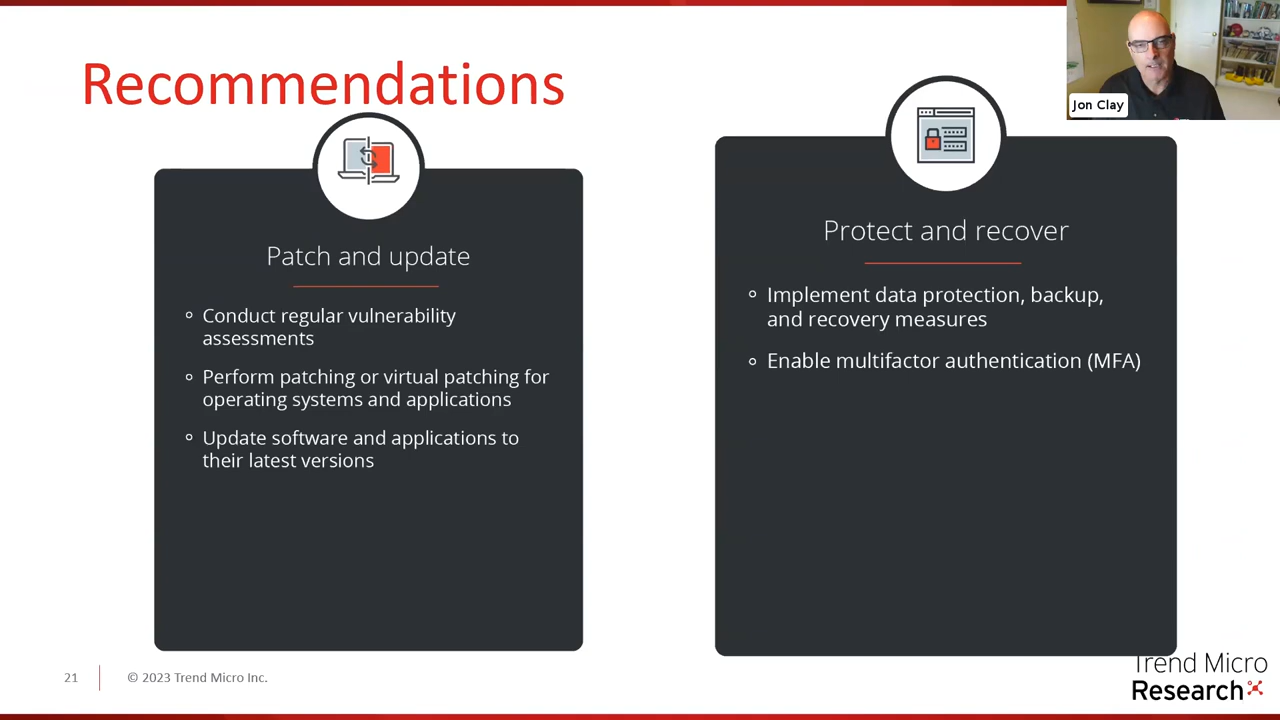 Recommendations
Jon Clay
Patch and update
Conduct regular vulnerability
assessments
Perform patching or virtual patching for
operating systems and applications
Update software and applications to
their latest versions
Protect and recover
Implement data protection, backup,
and recovery measures
Enable multifactor authentication (MFA)
21
© 2023 Trend Micro Inc.
Trend Micro
Research